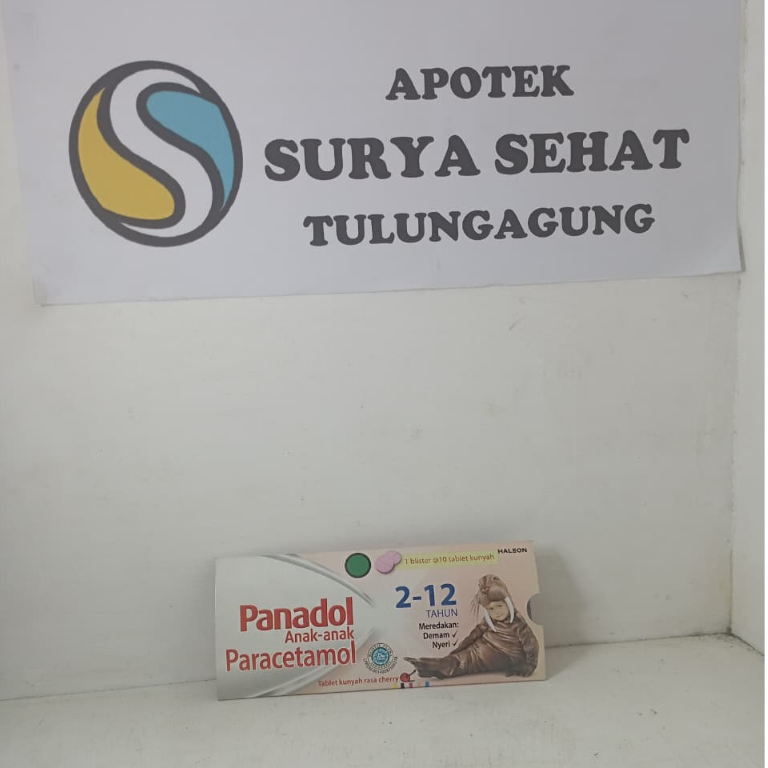 APOTEK
SURYA SEHAT
TULUNGAGUNG
HALEON
1 blister @10 tablet kunyah
2-12
TAHUN
Panadol
Anak-anak
Paracetamol
Meredakan:
Demam ✓
Nyeri ✓
Tablet kunyah rasa cherry